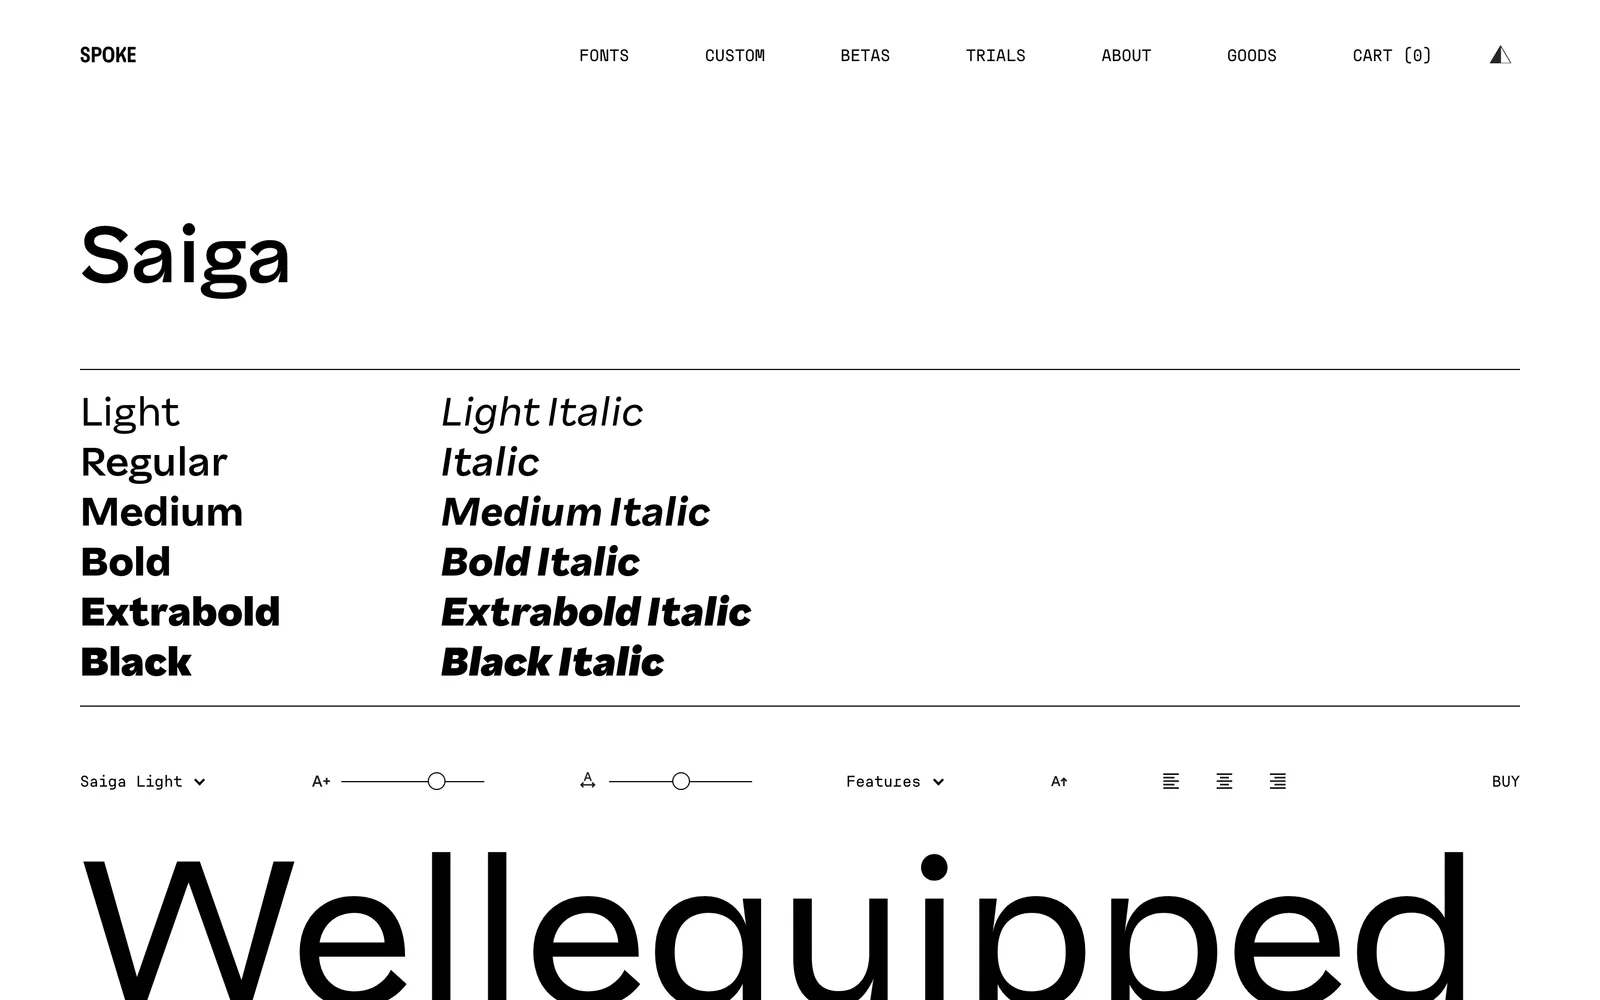 SPOKE FONTS CUSTOM BETAS TRIALS ABOUT GOODS CART (0)
Saiga
Light Light Italic
Regular Italic
Medium Medium Italic
Bold Bold Italic
Extrabold Extrabold Italic
Black Black Italic
Saiga Light A+ A Features A BUY
Wellequipped